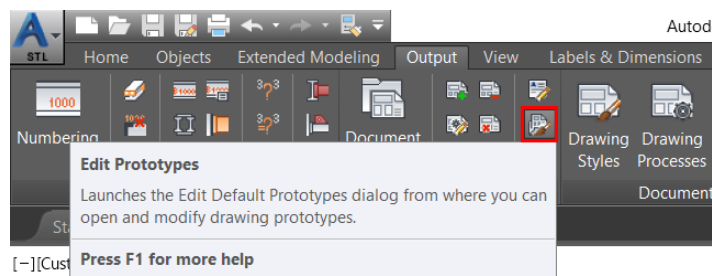 Autod
STL Home Objects Extended Modeling Output View Labels & Dimensions
1000
Numbering
Document
Drawing Styles
Drawing Processes
Document
Edit Prototypes
Launches the Edit Default Prototypes dialog from where you can
open and modify drawing prototypes.
Press F1 for more help
St
[−][Cust